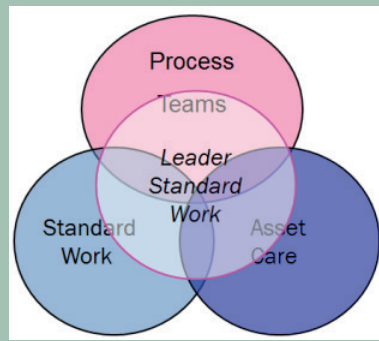 Process
Teams
Leader
Standard
Work
Standard
Work
Asset
Care